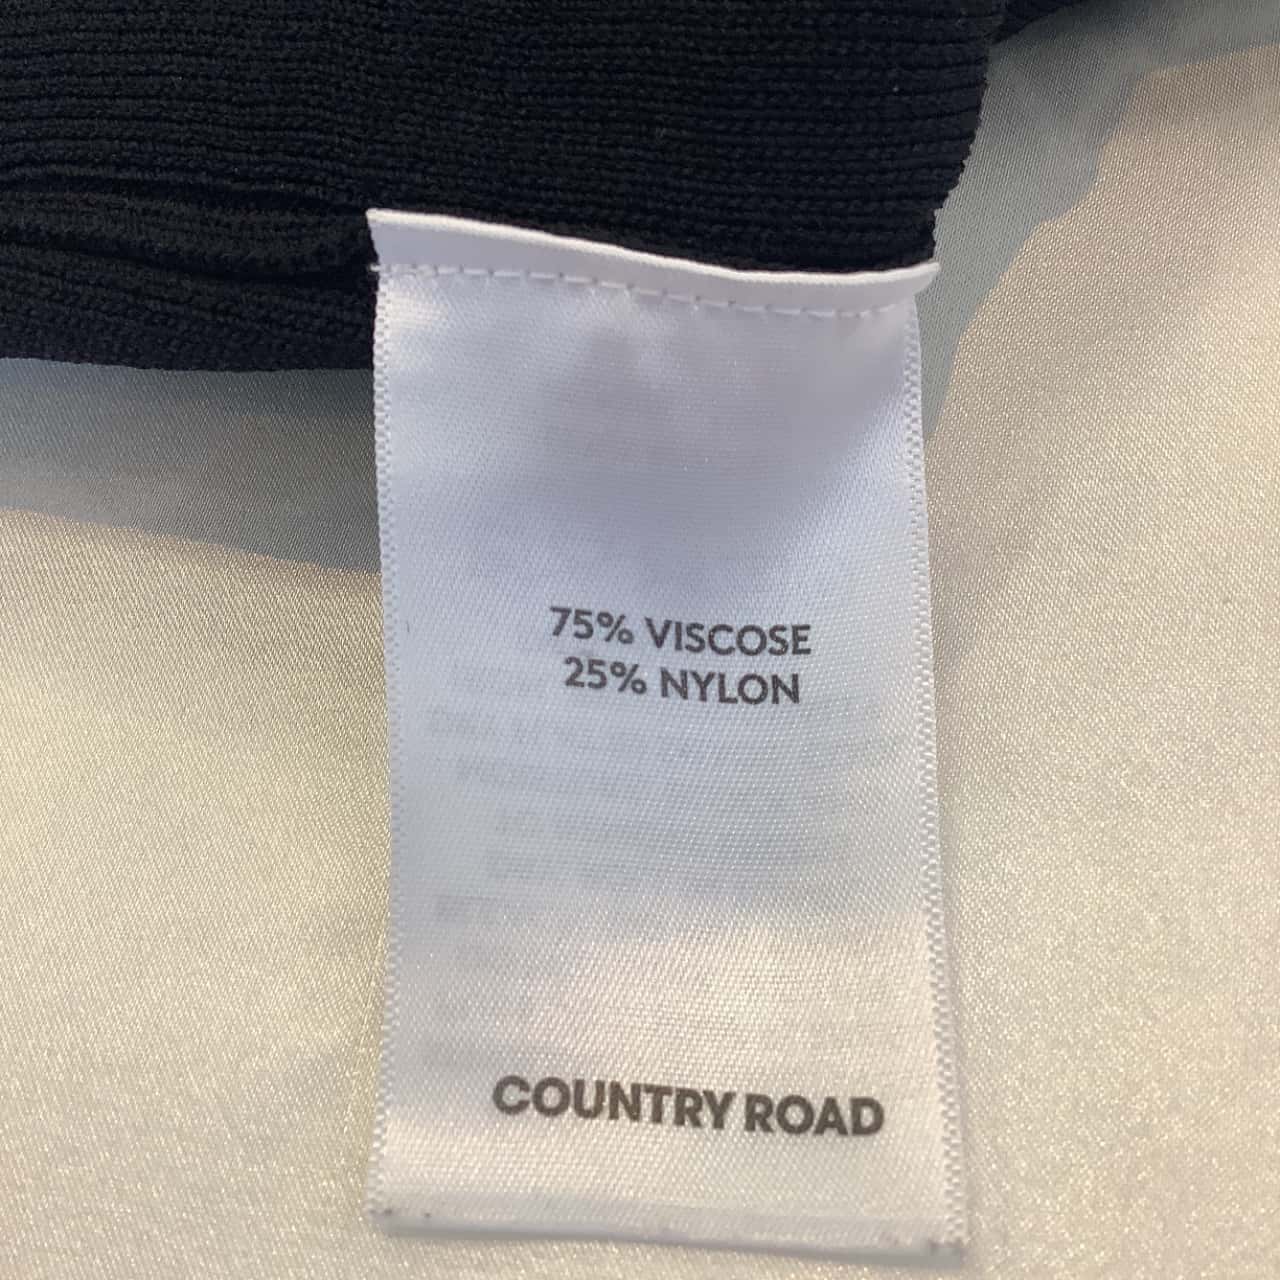 75% VISCOSE
25% NYLON
COUNTRY ROAD